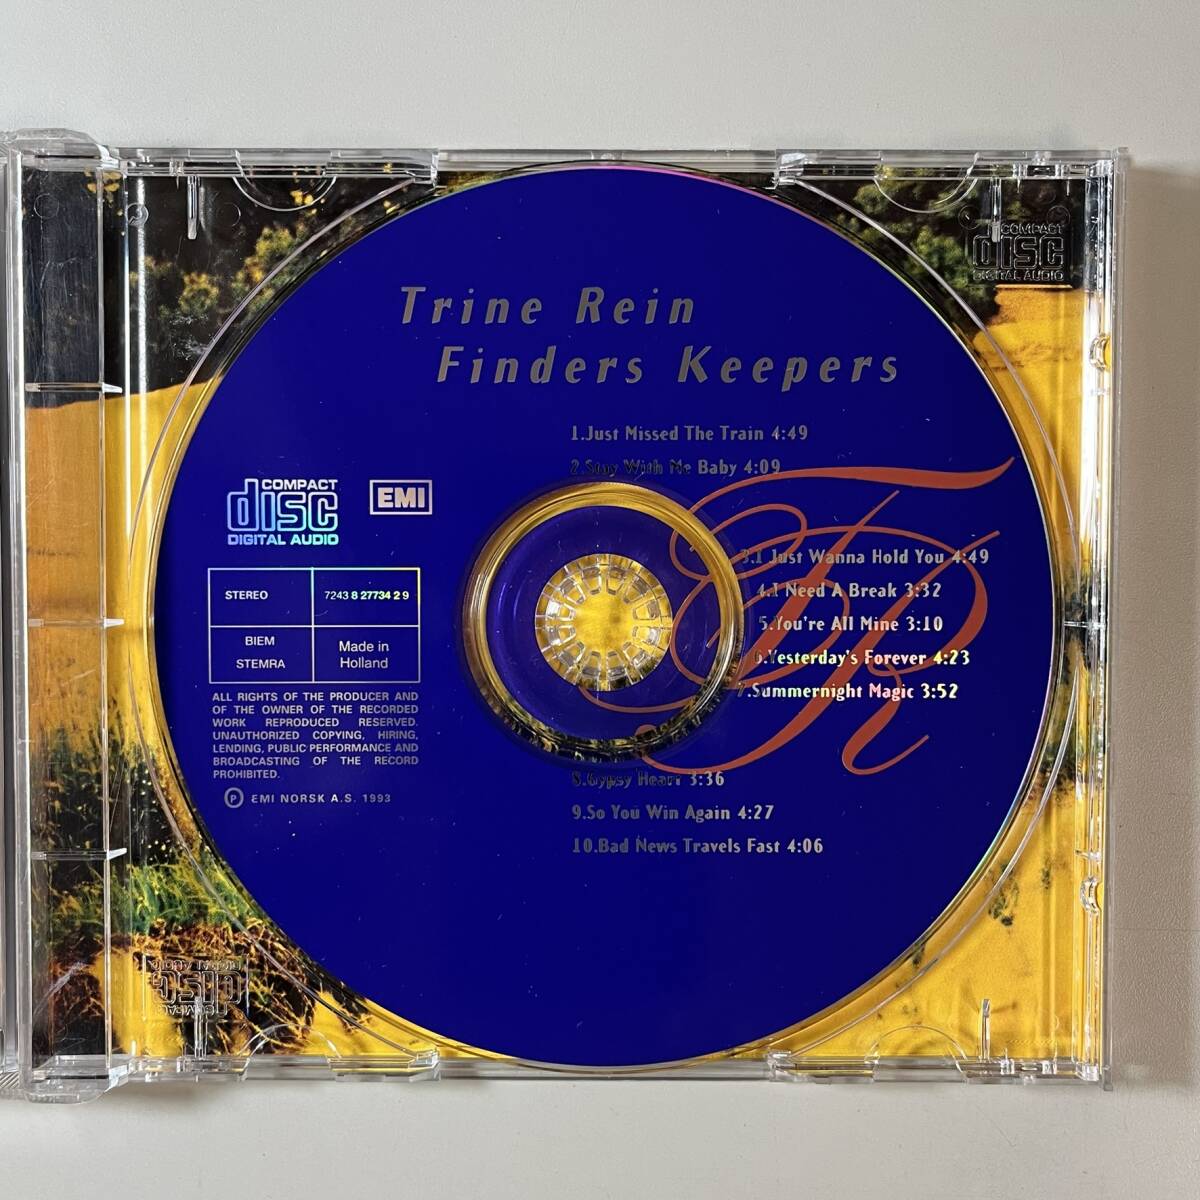 Trine Rein
Finders Keepers
1.Just Missed The Train 4:49
2.Stay With Me Baby 4:09
3.I Just Wanna Hold You 4:49
4.I Need A Break 3:32
5.You're All Mine 3:10
6.Yesterday's Forever 4:23
7.Summernight Magic 3:52
8.Gypsy Heart 3:36
9.So You Win Again 4:27
10.Bad News Travels Fast 4:06
COMPACT
disc
DIGITAL AUDIO
EMI
STEREO
7243 8 27734 2 9
BIEM
STEMRA
Made in
Holland
ALL RIGHTS OF THE PRODUCER AND
OF THE OWNER OF THE RECORDED
WORK REPRODUCED RESERVED.
UNAUTHORIZED COPYING, HIRING,
LENDING, PUBLIC PERFORMANCE AND
BROADCASTING OF THE RECORD
PROHIBITED.
℗ EMI NORSK A.S. 1993
TR
COMPACT
disc
DIGITAL AUDIO
COMPACT
disc
DIGITAL AUDIO